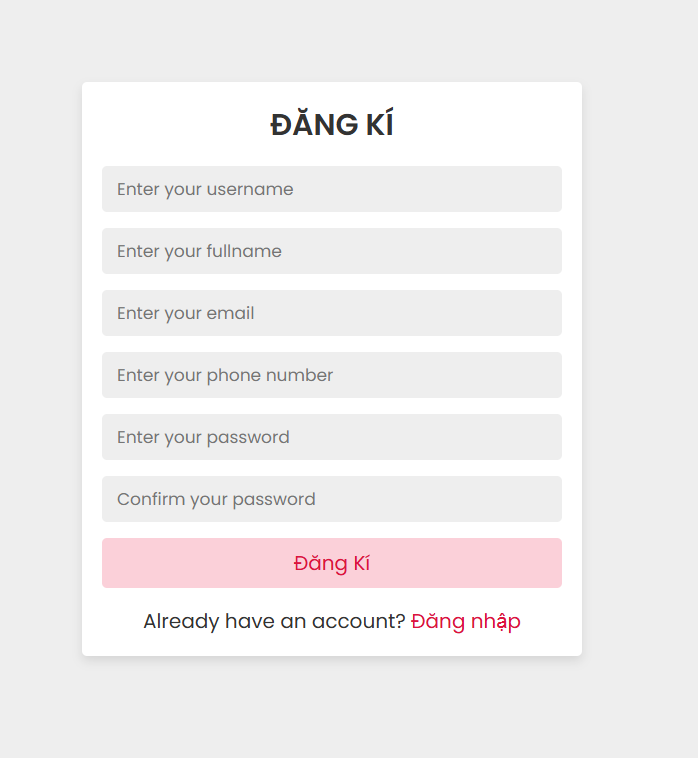 ĐĂNG KÍ
Enter your username
Enter your fullname
Enter your email
Enter your phone number
Enter your password
Confirm your password
Đăng Kí
Already have an account? Đăng nhập